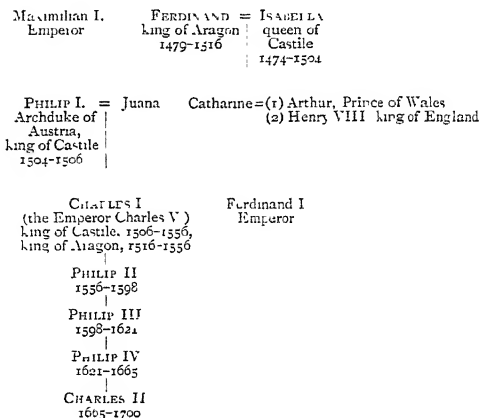 Maximilian I. FERDINAND = ISABELLA
Emperor king of Aragon queen of
1479-1516 Castile
1474-1504
PHILIP I. = Juana Catharine=(1) Arthur, Prince of Wales
Archduke of (2) Henry VIII king of England
Austria,
king of Castile
1504-1506
CHARLES I Ferdinand I
(the Emperor Charles V) Emperor
king of Castile. 1506-1556,
king of Aragon, 1516-1556
PHILIP II
1556-1598
PHILIP III
1598-1621
PHILIP IV
1621-1665
CHARLES II
1665-1700